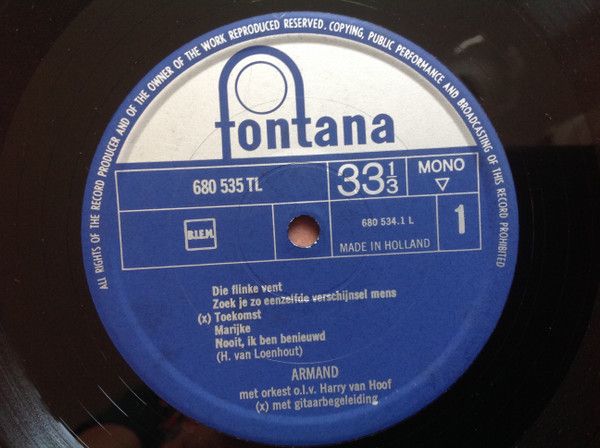 ALL RIGHTS OF THE RECORD PRODUCER AND OF THE OWNER OF THE WORK REPRODUCED RESERVED. COPYING, PUBLIC PERFORMANCE AND BROADCASTING OF THIS RECORD PROHIBITED
fontana
680 535 TL
33 1/3
MONO
B.I.E.M.
680 534.1 L
MADE IN HOLLAND
1
Die flinke vent
Zoek je zo eenzelfde verschijnsel mens
(x) Toekomst
Marijke
Nooit, ik ben benieuwd
(H. van Loenhout)
ARMAND
met orkest o.l.v. Harry van Hoof
(x) met gitaarbegeleiding